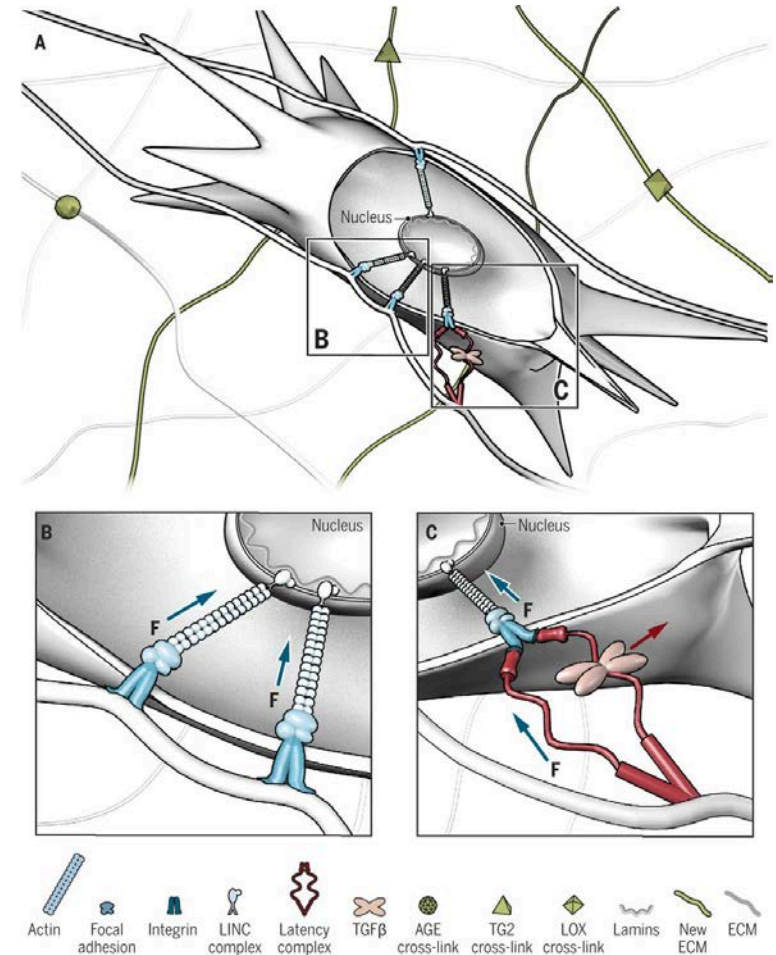 A
Nucleus
B
C
B
Nucleus
F
F
C
Nucleus
F
F
Actin
Focal
adhesion
Integrin
LINC
complex
Latency
complex
TGFβ
AGE
cross-link
TG2
cross-link
LOX
cross-link
Lamins
New
ECM
ECM